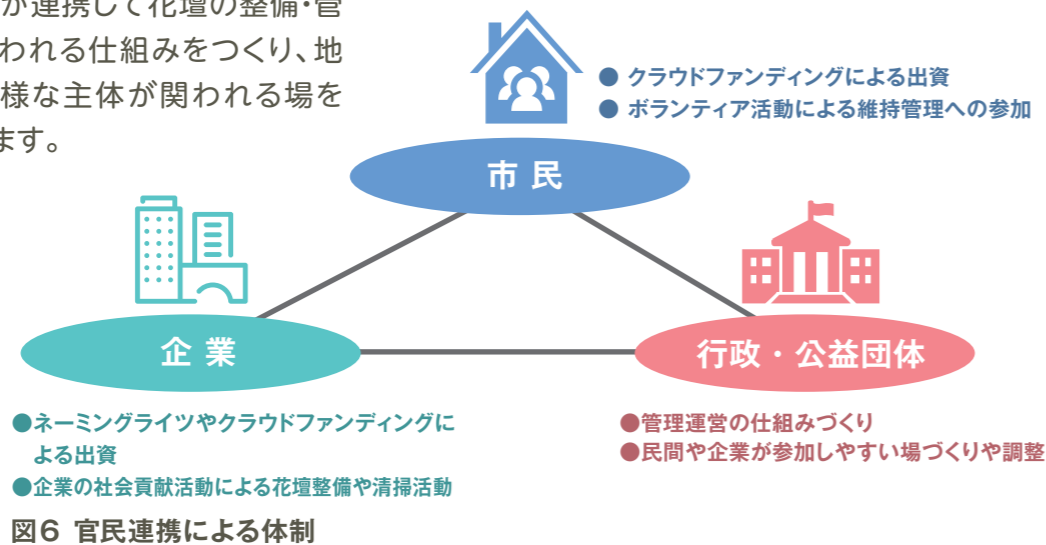 が連携して花壇の整備・管
われる仕組みをつくり、地
様な主体が関われる場を
ます。
● クラウドファンディングによる出資
● ボランティア活動による維持管理への参加
市 民
企 業
行政・公益団体
●ネーミングライツやクラウドファンディングに
よる出資
●企業の社会貢献活動による花壇整備や清掃活動
●管理運営の仕組みづくり
●民間や企業が参加しやすい場づくりや調整
図6 官民連携による体制